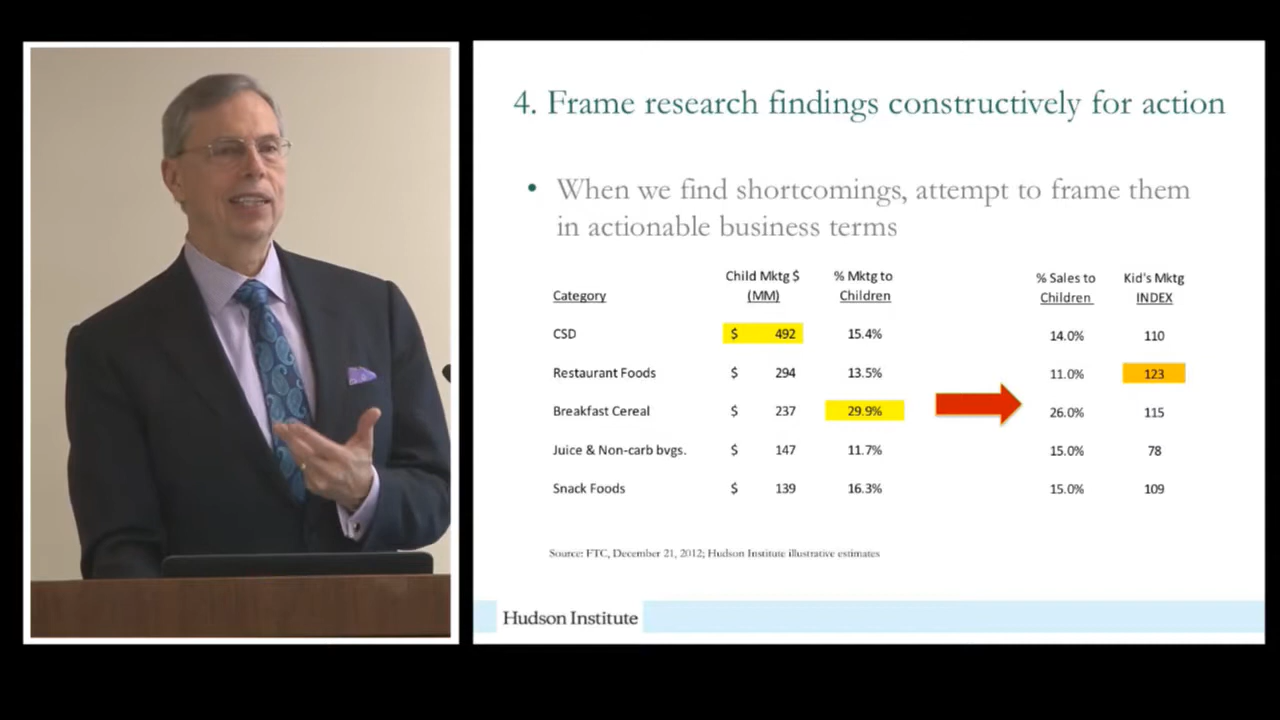 4. Frame research findings constructively for action
• When we find shortcomings, attempt to frame them
in actionable business terms
Category Child Mktg $ (MM) % Mktg to Children % Sales to Children Kid's Mktg INDEX
CSD $ 492 15.4% 14.0% 110
Restaurant Foods $ 294 13.5% 11.0% 123
Breakfast Cereal $ 237 29.9% 26.0% 115
Juice & Non-carb bvgs. $ 147 11.7% 15.0% 78
Snack Foods $ 139 16.3% 15.0% 109
Source: FTC, December 21, 2012; Hudson Institute illustrative estimates
Hudson Institute